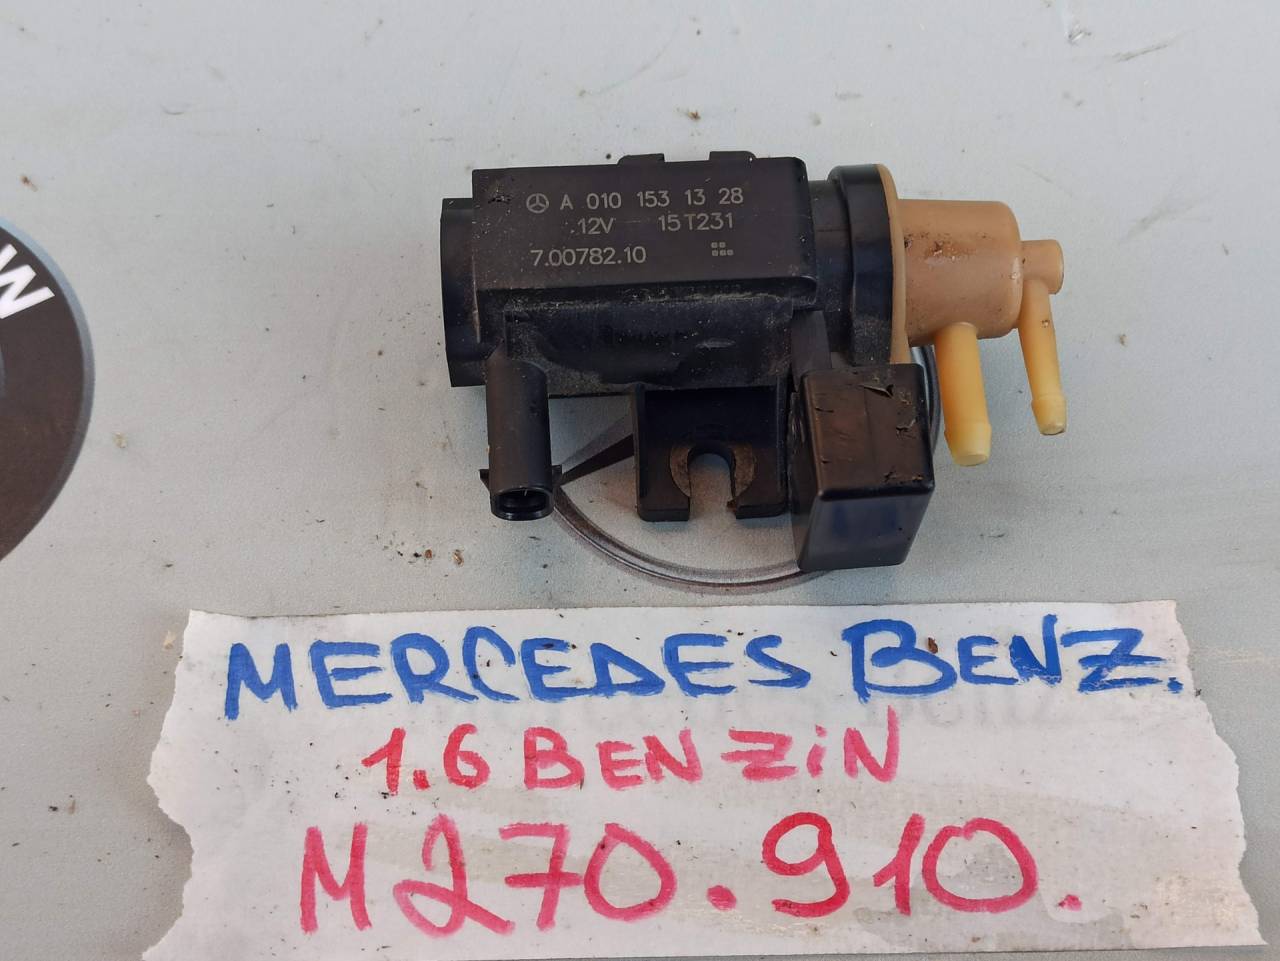 A 010 153 13 28
12V 15T231
7.00782.10
W
MERCEDES BENZ.
1.6 BENZiN
M270.910.